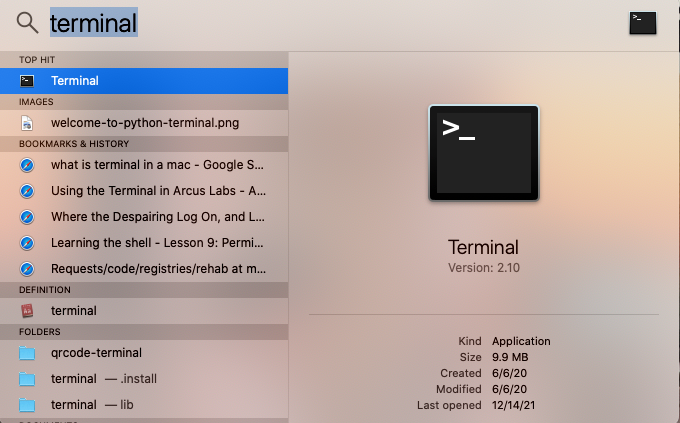 terminal
TOP HIT
Terminal
IMAGES
welcome-to-python-terminal.png
BOOKMARKS & HISTORY
what is terminal in a mac - Google S...
Using the Terminal in Arcus Labs - A...
Where the Despairing Log On, and L...
Learning the shell - Lesson 9: Permi...
Requests/code/registries/rehab at m...
DEFINITION
terminal
FOLDERS
qrcode-terminal
terminal — .install
terminal — lib
>_
Terminal
Version: 2.10
Kind Application
Size 9.9 MB
Created 6/6/20
Modified 6/6/20
Last opened 12/14/21